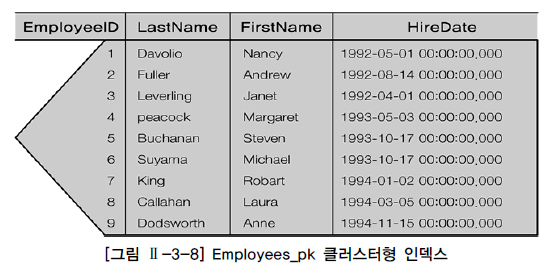 EmployeeID LastName FirstName HireDate
1 Davolio Nancy 1992-05-01 00:00:00.000
2 Fuller Andrew 1992-08-14 00:00:00.000
3 Leverling Janet 1992-04-01 00:00:00.000
4 peacock Margaret 1993-05-03 00:00:00.000
5 Buchanan Steven 1993-10-17 00:00:00.000
6 Suyama Michael 1993-10-17 00:00:00.000
7 King Robart 1994-01-02 00:00:00.000
8 Callahan Laura 1994-03-05 00:00:00.000
9 Dodsworth Anne 1994-11-15 00:00:00.000
[그림 Ⅱ-3-8] Employees_pk 클러스터형 인덱스